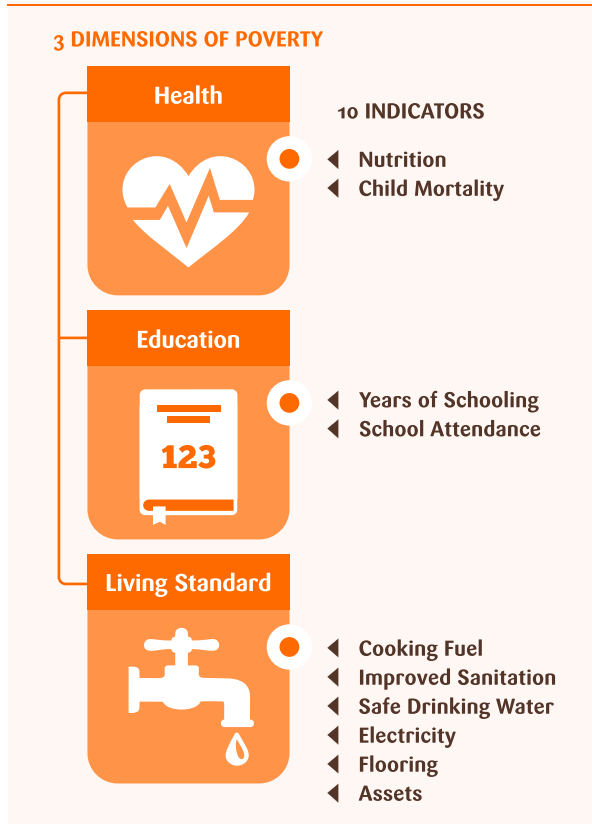 3 DIMENSIONS OF POVERTY
Health
10 INDICATORS
Nutrition
Child Mortality
Education
123
Years of Schooling
School Attendance
Living Standard
Cooking Fuel
Improved Sanitation
Safe Drinking Water
Electricity
Flooring
Assets